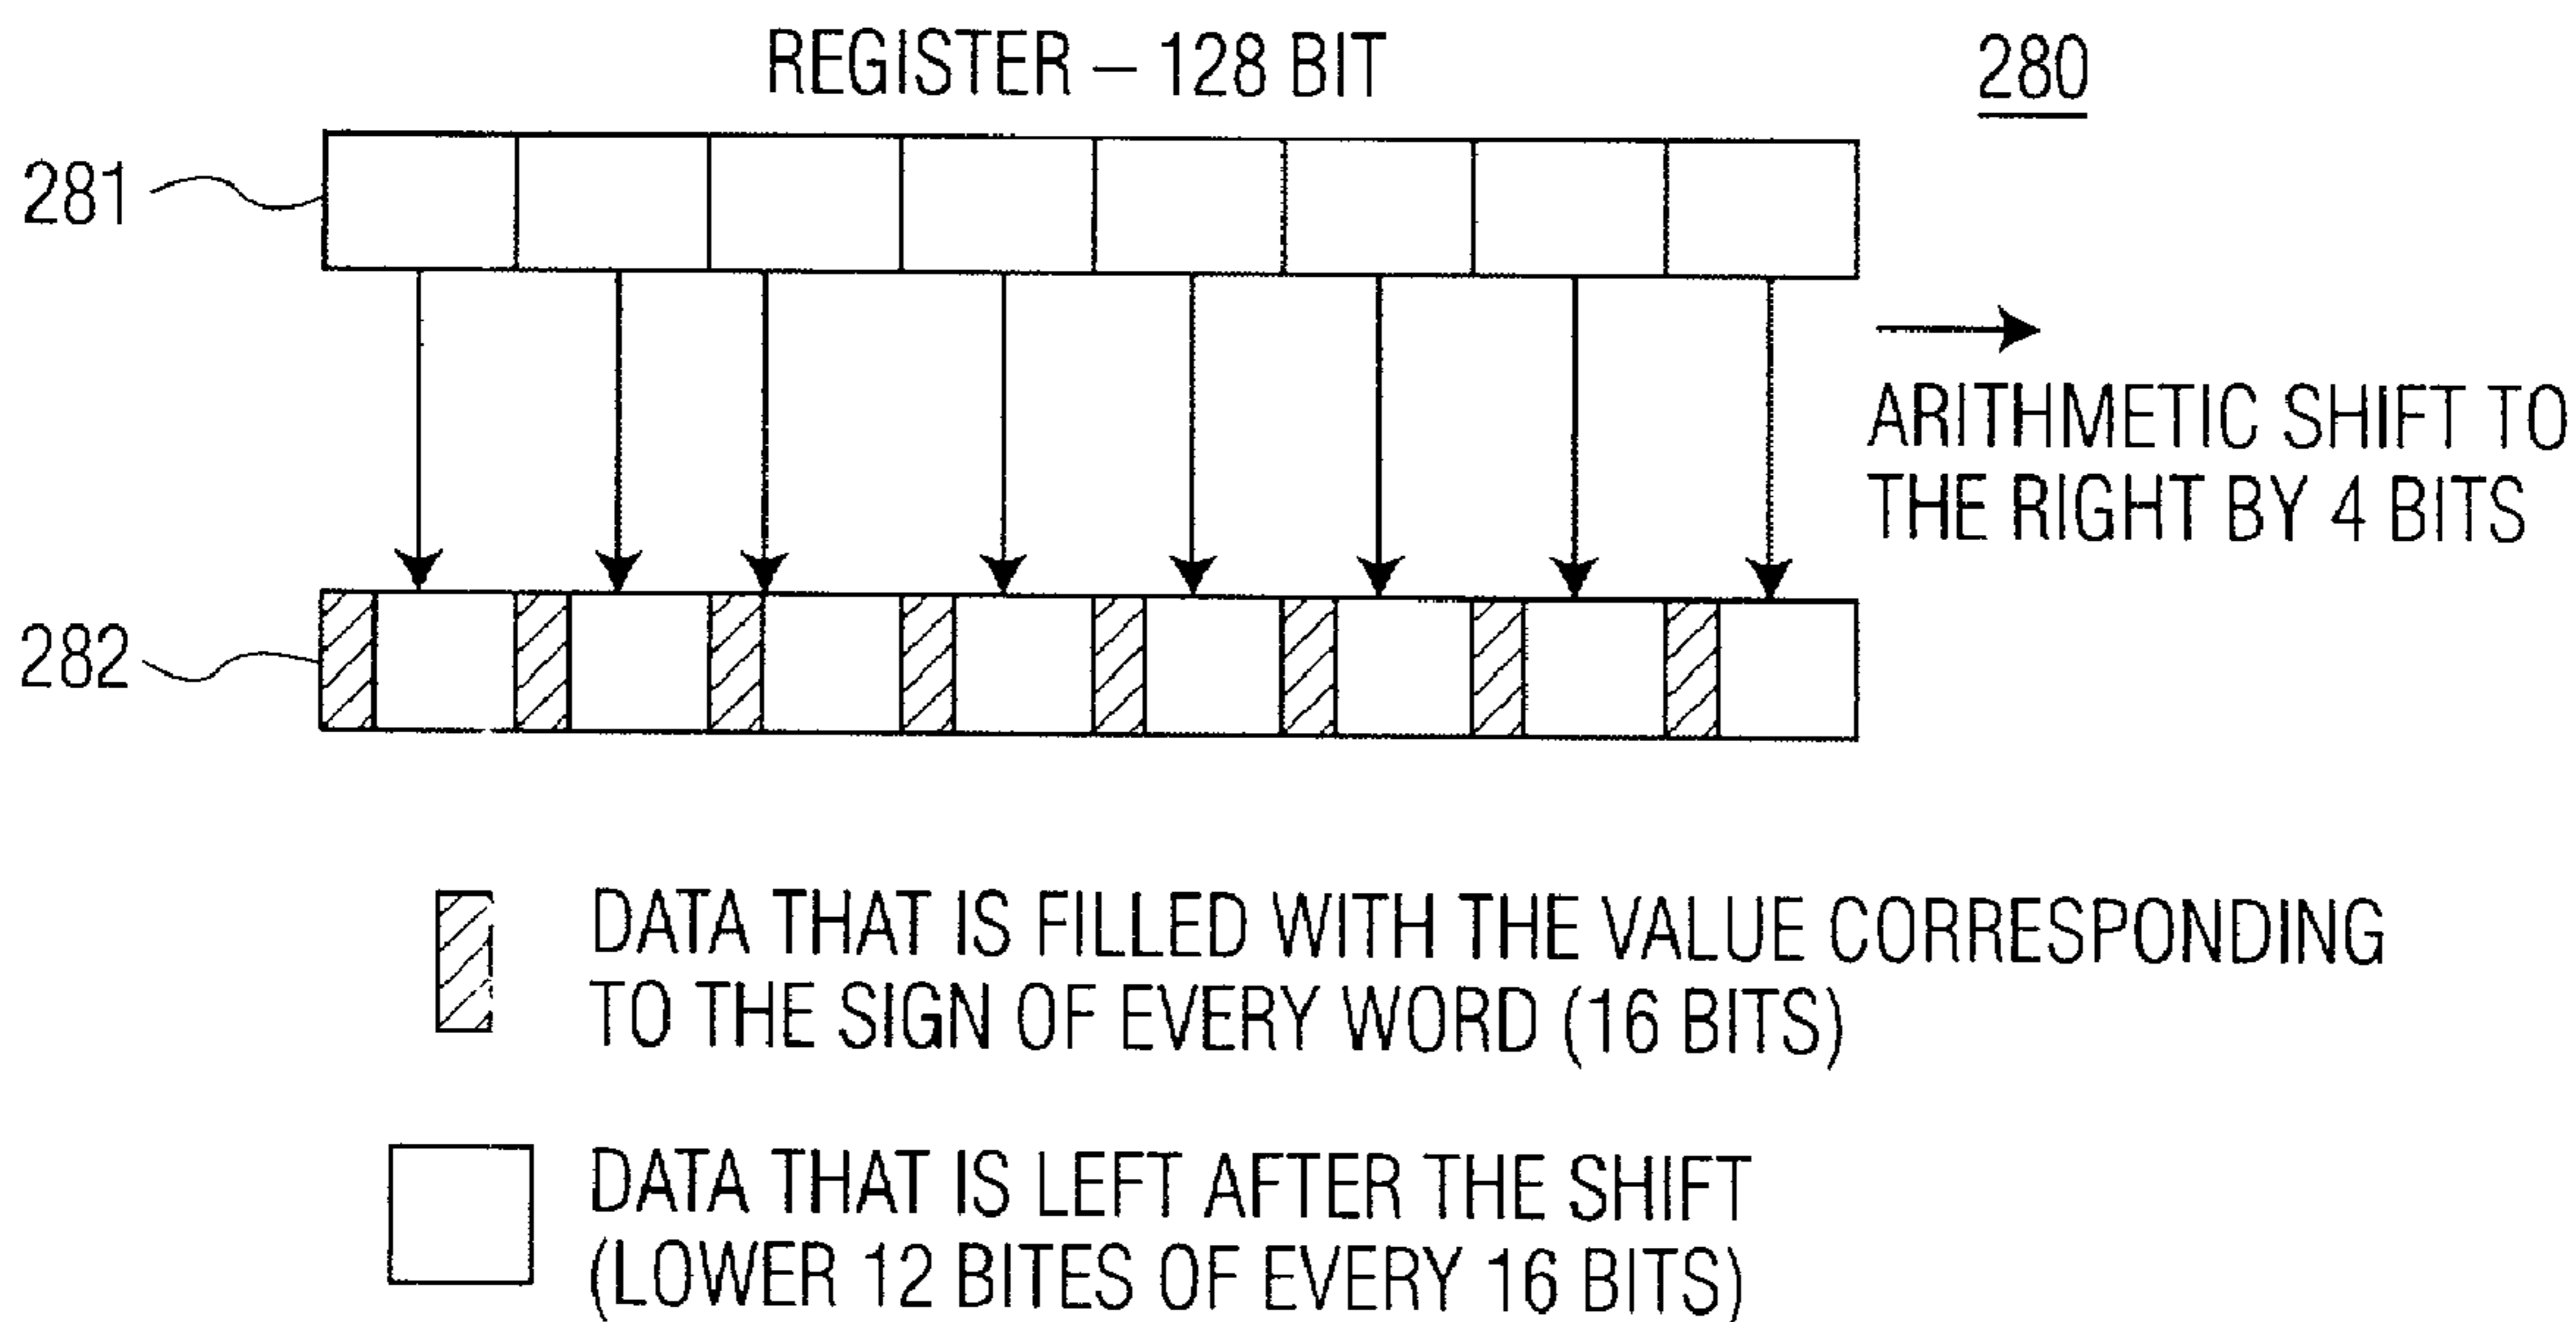 REGISTER – 128 BIT
280
281
ARITHMETIC SHIFT TO
THE RIGHT BY 4 BITS
282
DATA THAT IS FILLED WITH THE VALUE CORRESPONDING
TO THE SIGN OF EVERY WORD (16 BITS)
DATA THAT IS LEFT AFTER THE SHIFT
(LOWER 12 BITES OF EVERY 16 BITS)